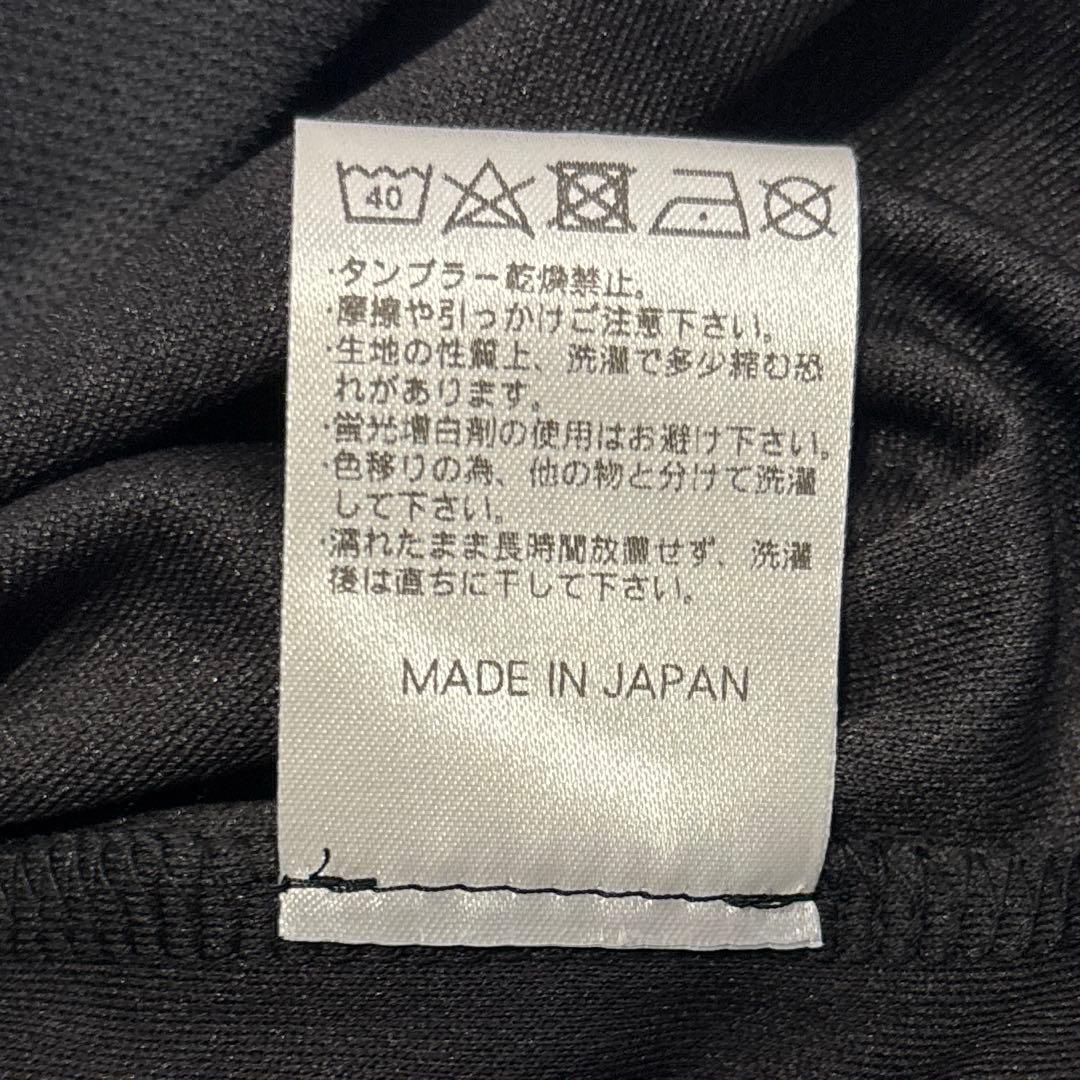 40
・タンブラー乾燥禁止。
・摩擦や引っかけご注意下さい。
・生地の性質上、洗濯で多少縮む恐
れがあります。
・蛍光増白剤の使用はお避け下さい。
・色移りの為、他の物と分けて洗濯
して下さい。
・濡れたまま長時間放置せず、洗濯
後は直ちに干して下さい。
MADE IN JAPAN